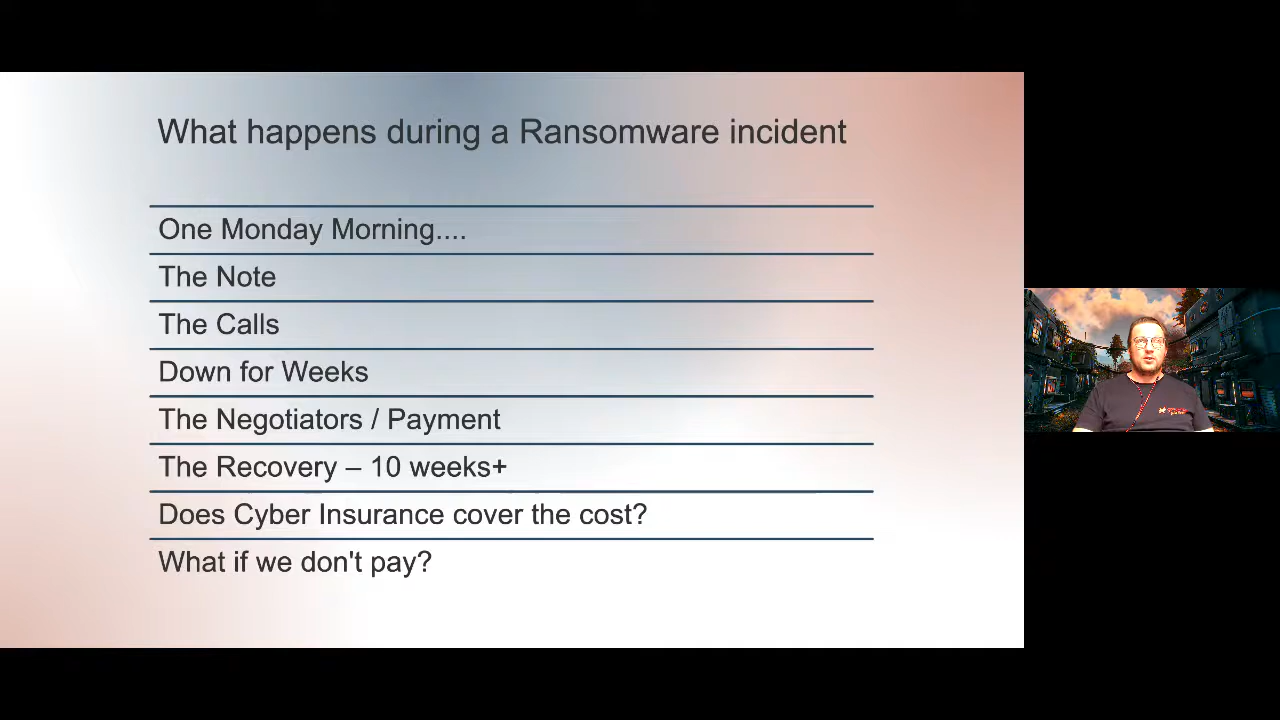 What happens during a Ransomware incident
One Monday Morning....
The Note
The Calls
Down for Weeks
The Negotiators / Payment
The Recovery – 10 weeks+
Does Cyber Insurance cover the cost?
What if we don't pay?